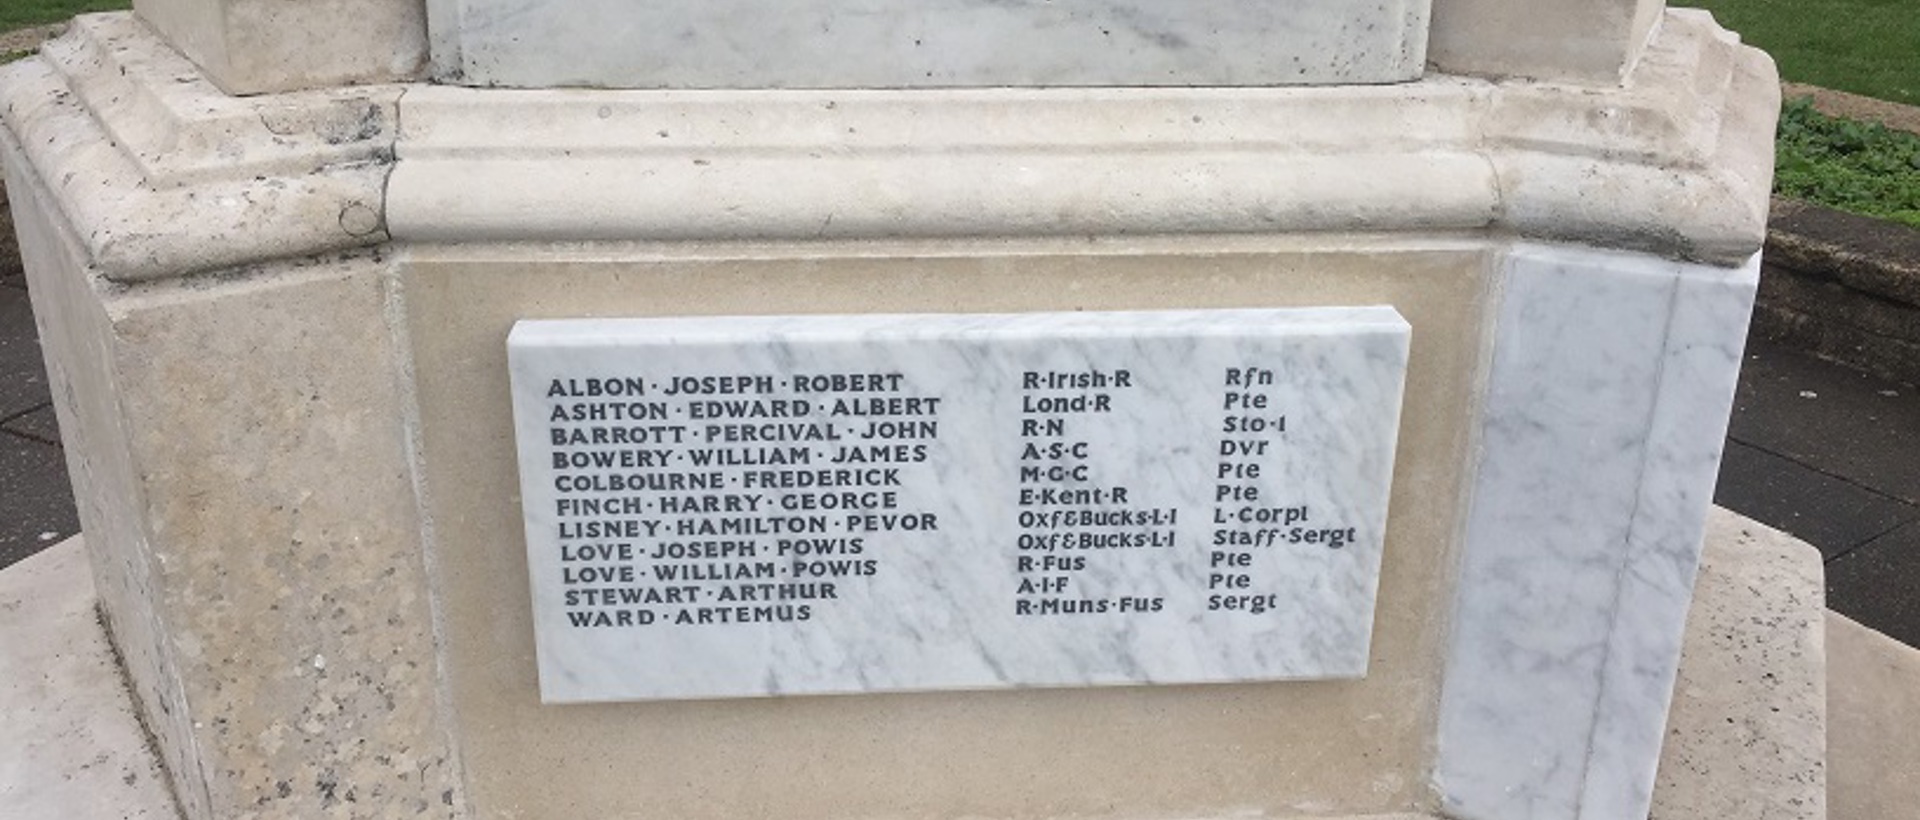 ALBON · JOSEPH · ROBERT R·Irish·R Rfn
ASHTON · EDWARD · ALBERT Lond·R Pte
BARROTT · PERCIVAL · JOHN R·N Sto·1
BOWERY · WILLIAM · JAMES A·S·C Dvr
COLBOURNE · FREDERICK M·G·C Pte
FINCH · HARRY · GEORGE E·Kent·R Pte
LISNEY · HAMILTON · PEVOR Oxf&Bucks·L·I L·Corpl
LOVE · JOSEPH · POWIS Oxf&Bucks·L·I Staff·Sergt
LOVE · WILLIAM · POWIS R·Fus Pte
STEWART · ARTHUR A·I·F Pte
WARD · ARTEMUS R·Muns·Fus Sergt